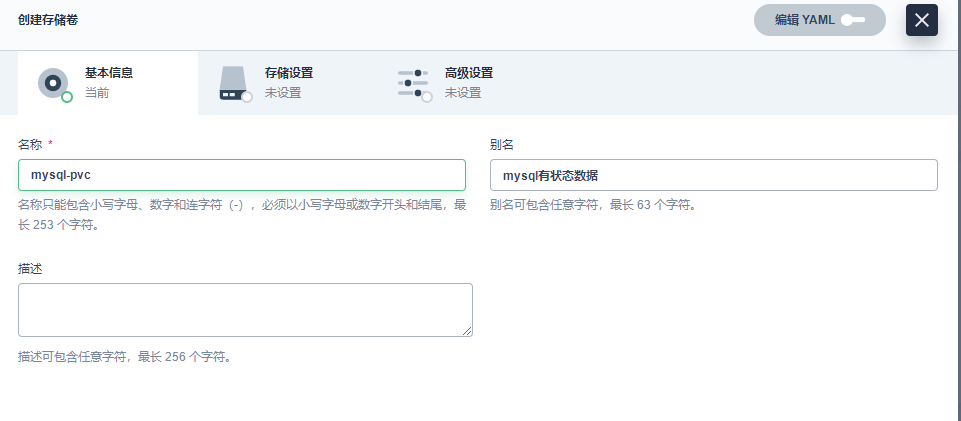 创建存储卷
编辑 YAML
基本信息
当前
存储设置
未设置
高级设置
未设置
名称 *
mysql-pvc
名称只能包含小写字母、数字和连字符（-），必须以小写字母或数字开头和结尾，最
长 253 个字符。
别名
mysql有状态数据
别名可包含任意字符，最长 63 个字符。
描述
描述可包含任意字符，最长 256 个字符。